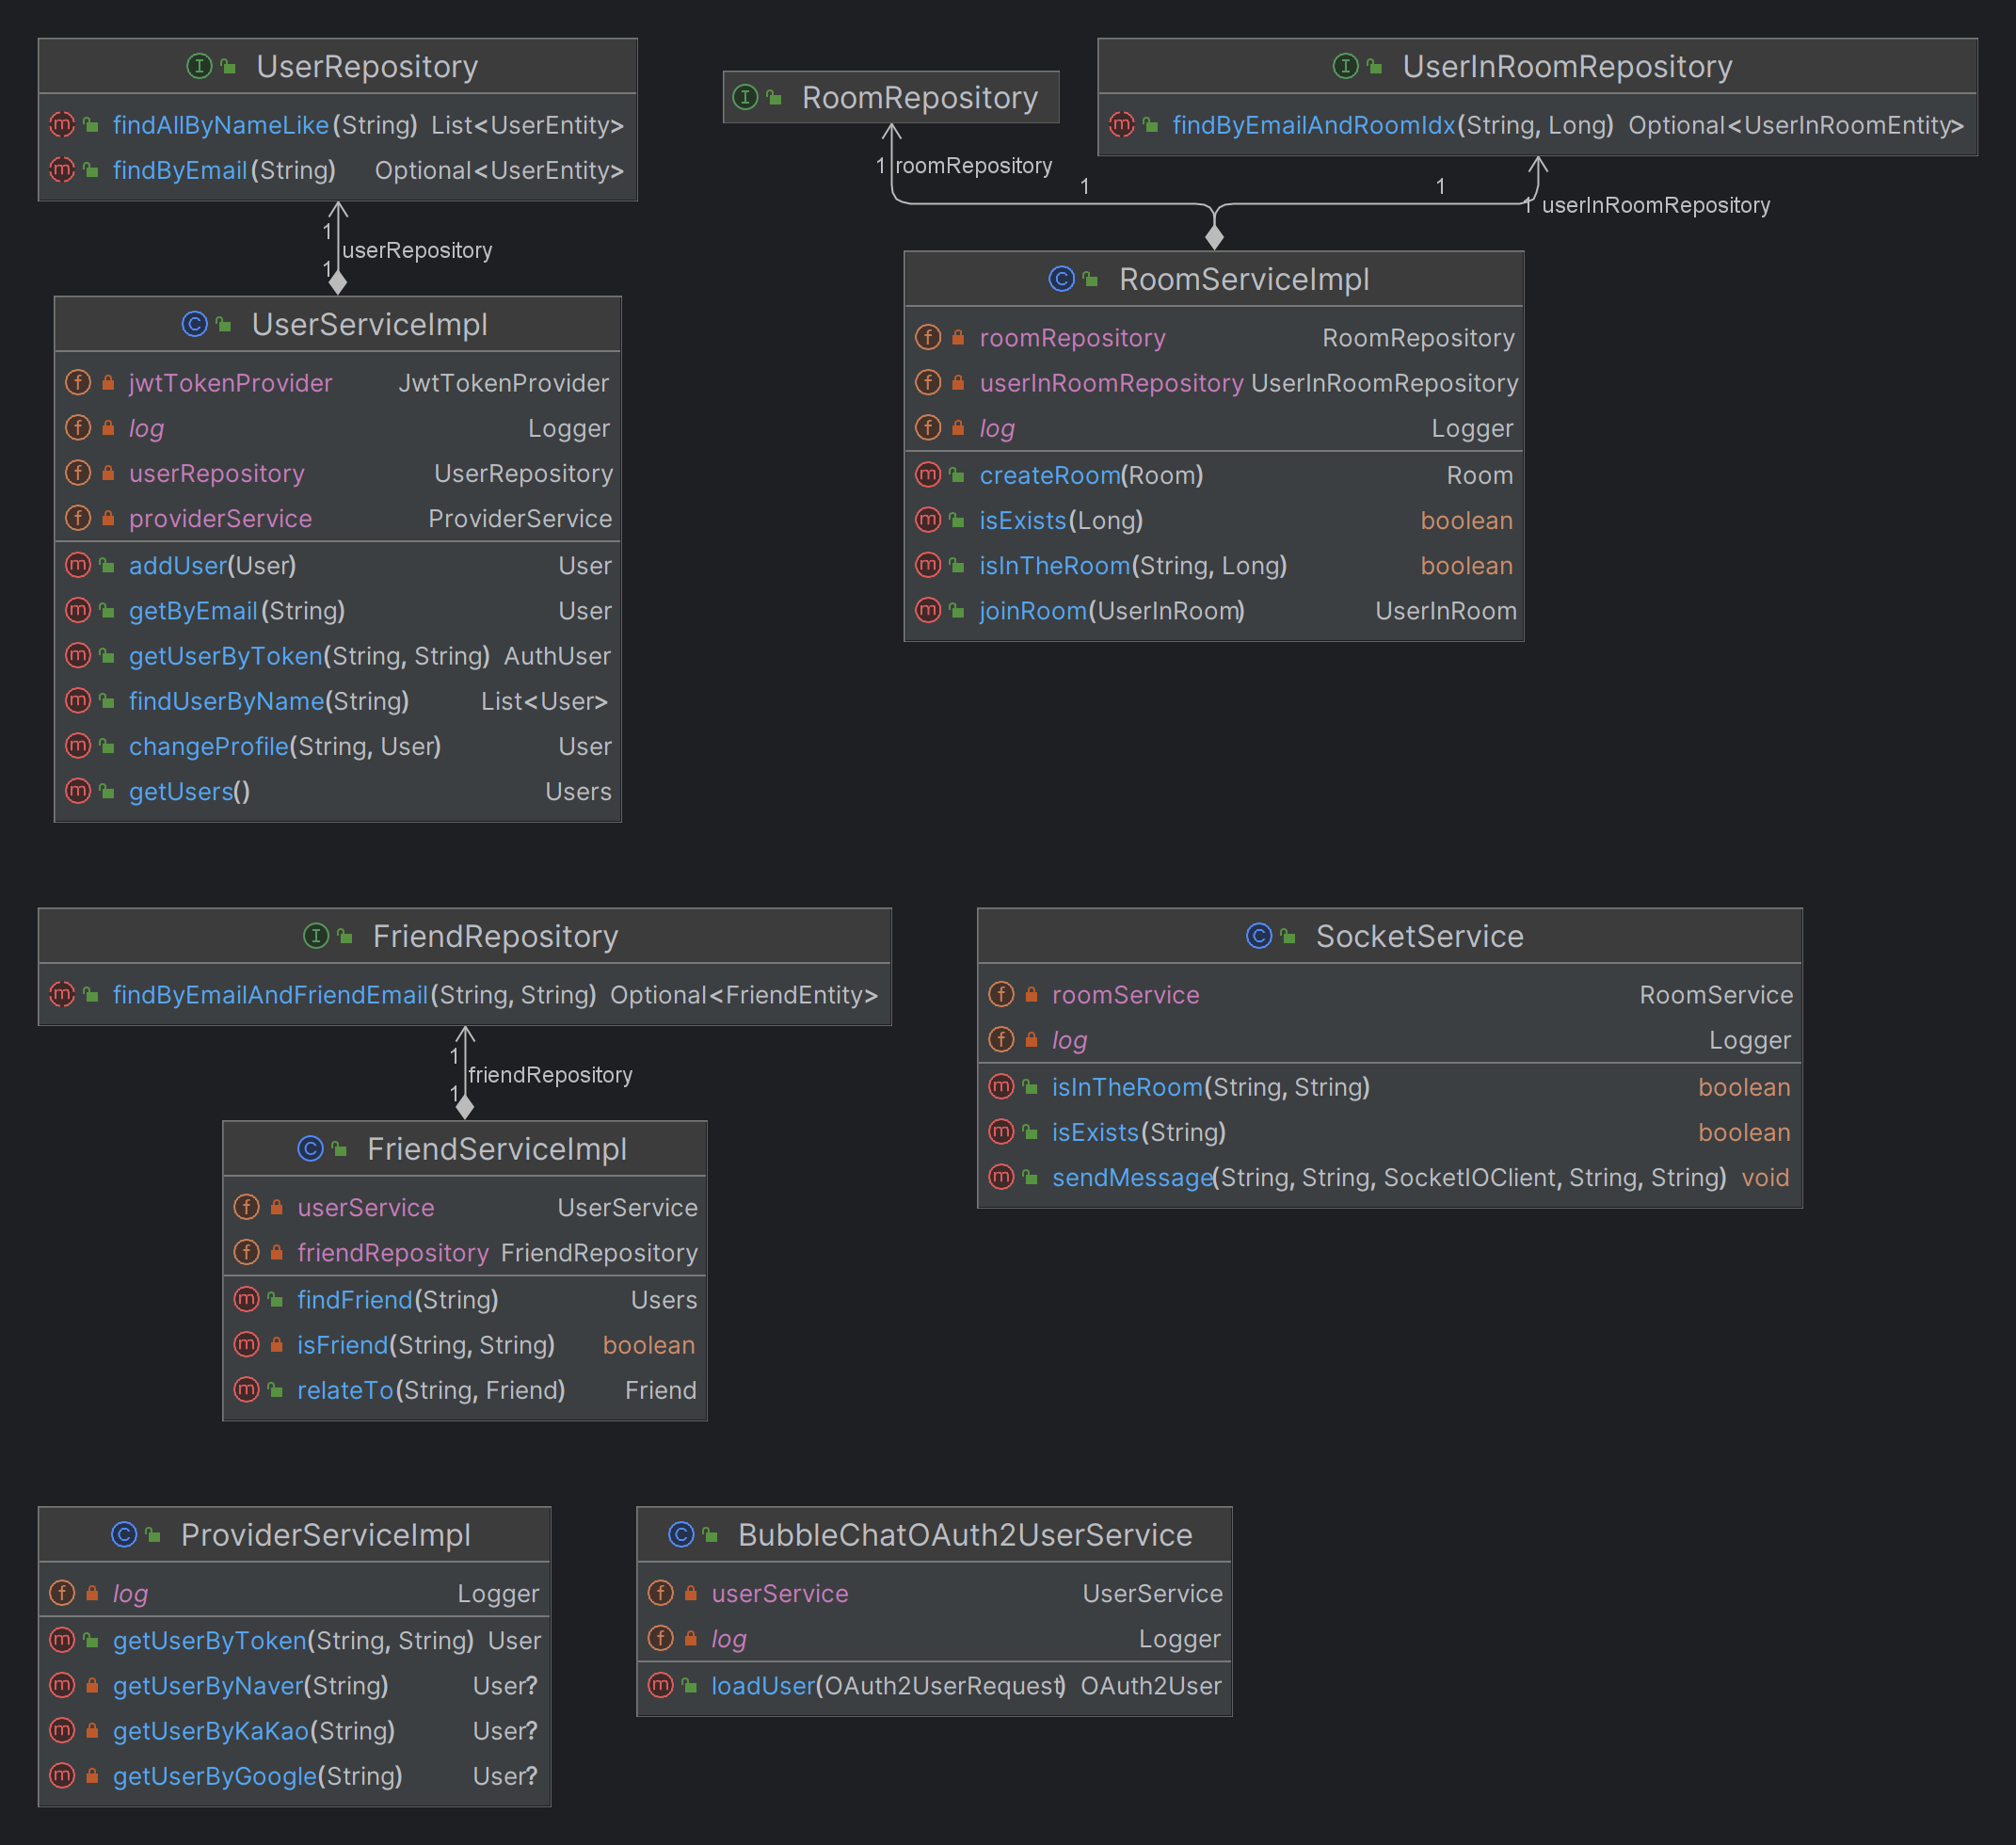 UserRepository
findAllByNameLike(String) List<UserEntity>
findByEmail(String) Optional<UserEntity>
1
userRepository
1
UserServiceImpl
jwtTokenProvider JwtTokenProvider
log Logger
userRepository UserRepository
providerService ProviderService
addUser(User) User
getByEmail(String) User
getUserByToken(String, String) AuthUser
findUserByName(String) List<User>
changeProfile(String, User) User
getUsers() Users
RoomRepository
1 roomRepository
1
UserInRoomRepository
findByEmailAndRoomIdx(String, Long) Optional<UserInRoomEntity>
1
1 userInRoomRepository
RoomServiceImpl
roomRepository RoomRepository
userInRoomRepository UserInRoomRepository
log Logger
createRoom(Room) Room
isExists(Long) boolean
isInTheRoom(String, Long) boolean
joinRoom(UserInRoom) UserInRoom
FriendRepository
findByEmailAndFriendEmail(String, String) Optional<FriendEntity>
1
friendRepository
1
FriendServiceImpl
userService UserService
friendRepository FriendRepository
findFriend(String) Users
isFriend(String, String) boolean
relateTo(String, Friend) Friend
SocketService
roomService RoomService
log Logger
isInTheRoom(String, String) boolean
isExists(String) boolean
sendMessage(String, String, SocketIOClient, String, String) void
ProviderServiceImpl
log Logger
getUserByToken(String, String) User
getUserByNaver(String) User?
getUserByKaKao(String) User?
getUserByGoogle(String) User?
BubbleChatOAuth2UserService
userService UserService
log Logger
loadUser(OAuth2UserRequest) OAuth2User